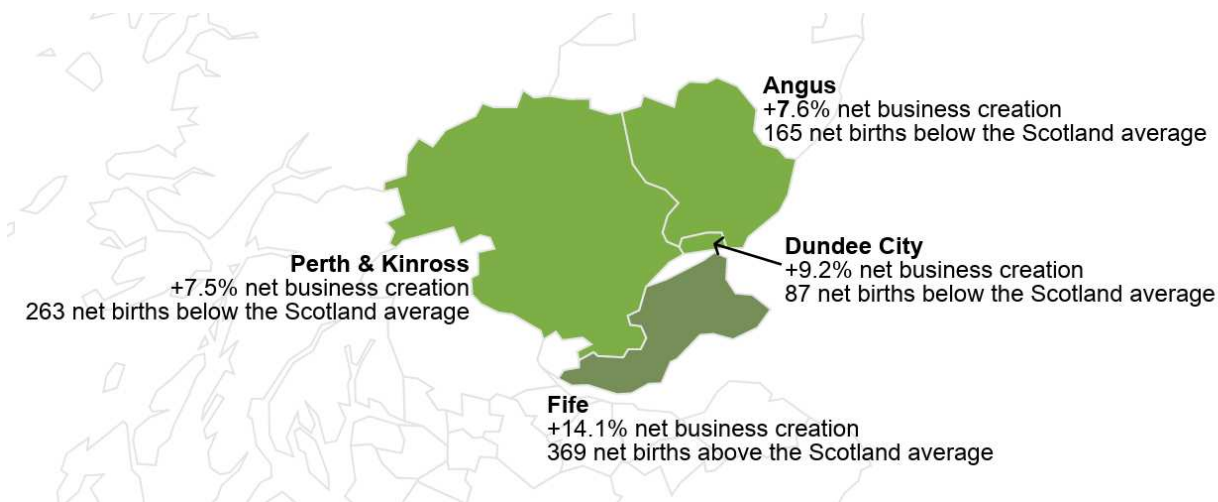 Angus
+7.6% net business creation
165 net births below the Scotland average
Dundee City
+9.2% net business creation
87 net births below the Scotland average
Perth & Kinross
+7.5% net business creation
263 net births below the Scotland average
Fife
+14.1% net business creation
369 net births above the Scotland average